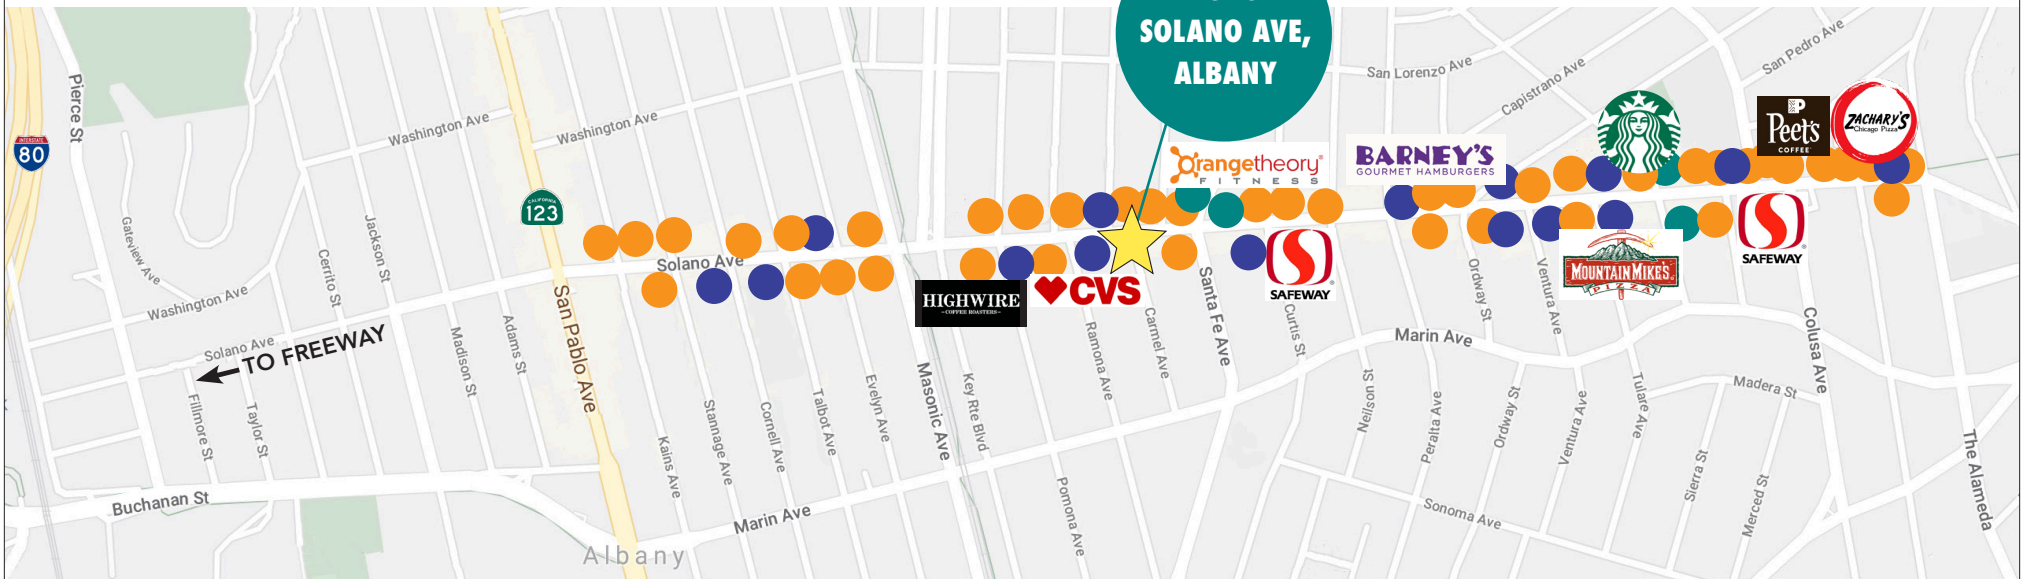 SOLANO AVE,
ALBANY
INTERSTATE
80
CALIFORNIA
123
Pierce St
Washington Ave
Washington Ave
San Lorenzo Ave
Capistrano Ave
San Pedro Ave
orangetheory®
FITNESS
BARNEY'S
GOURMET HAMBURGERS
P
Peet's
COFFEE
ZACHARY'S
Chicago Pizza
Gateview Ave
Cerrito St
Jackson St
Washington Ave
Solano Ave
HIGHWIRE
COFFEE ROASTERS
CVS
Santa Fe Ave
SAFEWAY
MOUNTAIN MIKE'S
PIZZA
SAFEWAY
Solano Ave
TO FREEWAY
Madison St
Adams St
San Pablo Ave
Ramona Ave
Carmel Ave
Curtis St
Marin Ave
Ordway St
Ventura Ave
Colusa Ave
Fillmore St
Taylor St
Kains Ave
Stannage Ave
Cornell Ave
Talbot Ave
Evelyn Ave
Masonic Ave
Key Rte Blvd
Pomona Ave
Neilson St
Peralta Ave
Ordway St
Ventura Ave
Tulare Ave
Madera St
Sierra St
Merced St
The Alameda
Buchanan St
Marin Ave
Sonoma Ave
Albany